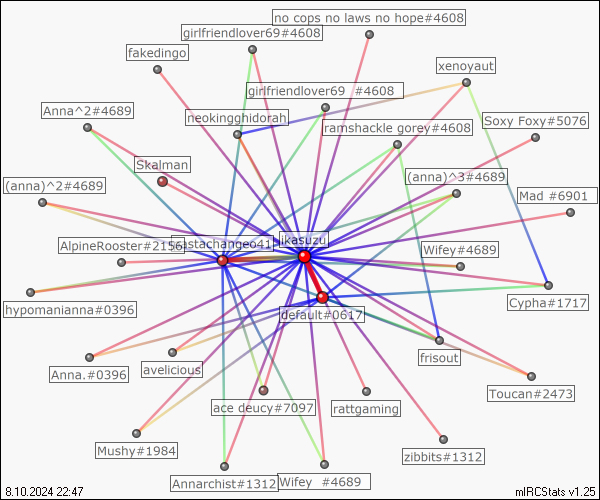 no cops no laws no hope#4608
girlfriendlover69#4608
fakedingo
xenoyaut
girlfriendlover69 #4608
Anna^2#4689
neokingghidorah
ramshackle gorey#4608
Soxy Foxy#5076
Skalman
(anna)^3#4689
(anna)^2#4689
Mad #6901
ikasuzu
AlpineRooster#2156
Wifey#4689
hypomanianna#0396
Cypha#1717
default#0617
frisout
Anna.#0396
avelicious
Toucan#2473
ace deucy#7097
rattgaming
Mushy#1984
zibbits#1312
Annarchist#1312
Wifey #4689
8.10.2024 22:47
mIRCStats v1.25